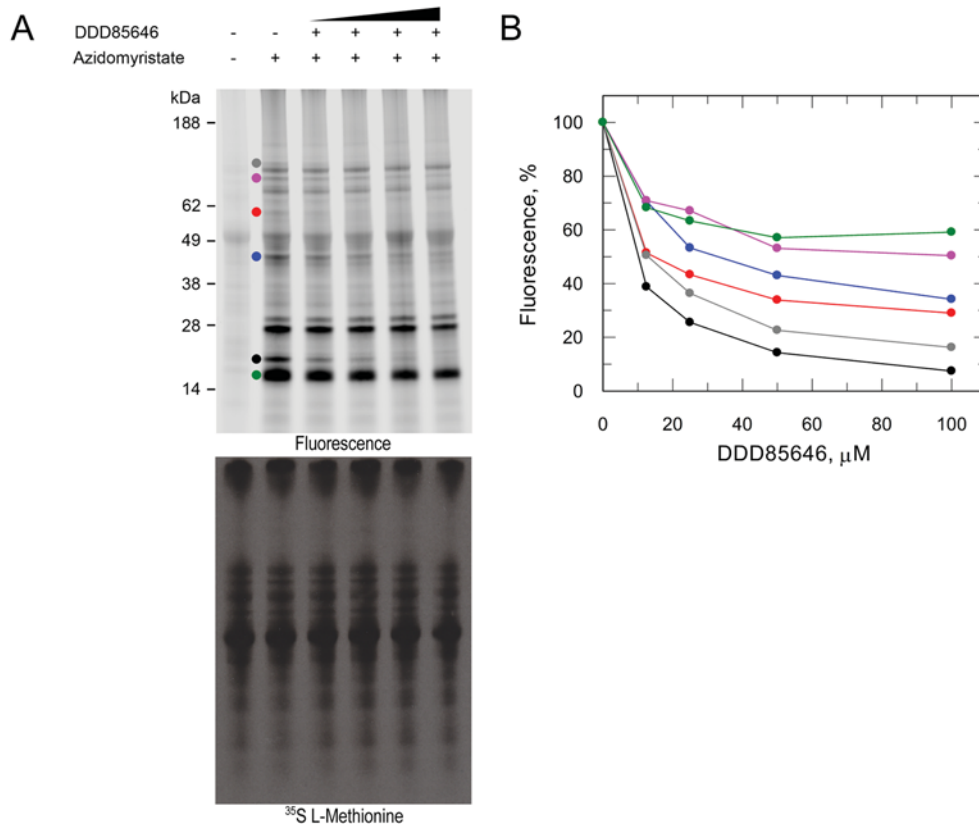 A
DDD85646 - - + + + +
Azidomyristate - + + + + +
kDa
188
62
49
38
28
14
Fluorescence
35S L-Methionine
B
100
80
60
40
20
0
Fluorescence, %
0 20 40 60 80 100
DDD85646, μM